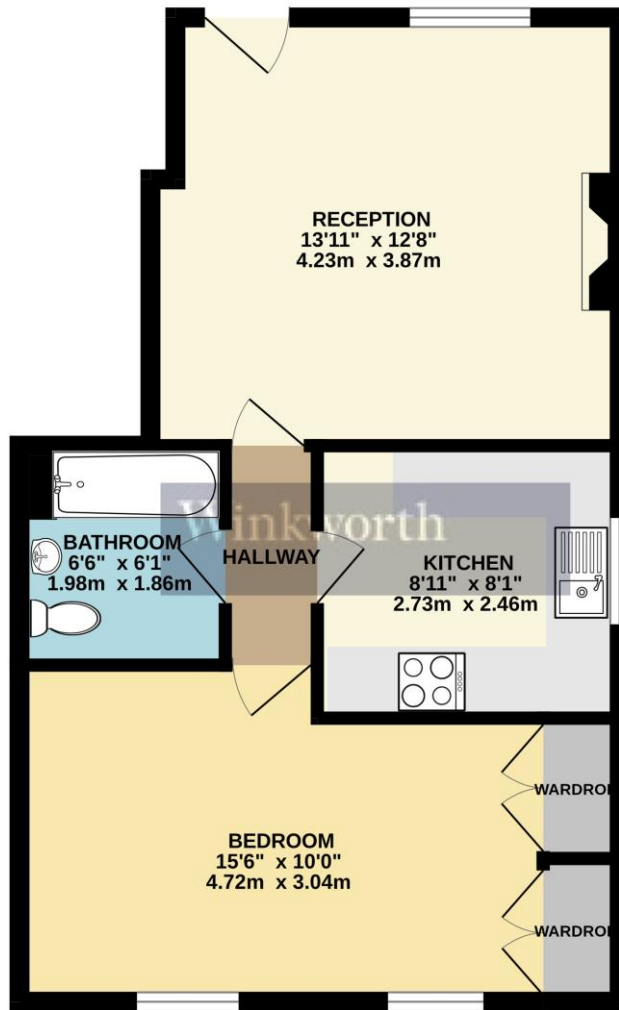 RECEPTION
13'11" x 12'8"
4.23m x 3.87m
Winkworth
BATHROOM
6'6" x 6'1"
1.98m x 1.86m
HALLWAY
KITCHEN
8'11" x 8'1"
2.73m x 2.46m
WARDROI
BEDROOM
15'6" x 10'0"
4.72m x 3.04m
WARDROI